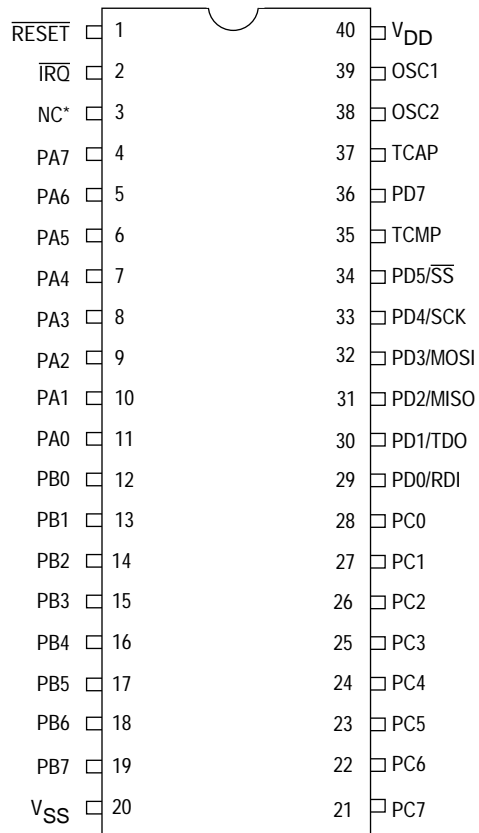 R̅E̅S̅E̅T̅ 1 40 VDD
I̅R̅Q̅ 2 39 OSC1
NC* 3 38 OSC2
PA7 4 37 TCAP
PA6 5 36 PD7
PA5 6 35 TCMP
PA4 7 34 PD5/S̅S̅
PA3 8 33 PD4/SCK
PA2 9 32 PD3/MOSI
PA1 10 31 PD2/MISO
PA0 11 30 PD1/TDO
PB0 12 29 PD0/RDI
PB1 13 28 PC0
PB2 14 27 PC1
PB3 15 26 PC2
PB4 16 25 PC3
PB5 17 24 PC4
PB6 18 23 PC5
PB7 19 22 PC6
VSS 20 21 PC7